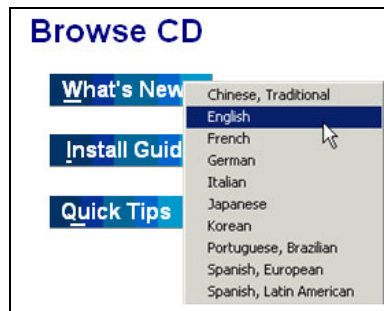 Browse CD
What's New
Install Guid
Quick Tips
Chinese, Traditional
English
French
German
Italian
Japanese
Korean
Portuguese, Brazilian
Spanish, European
Spanish, Latin American